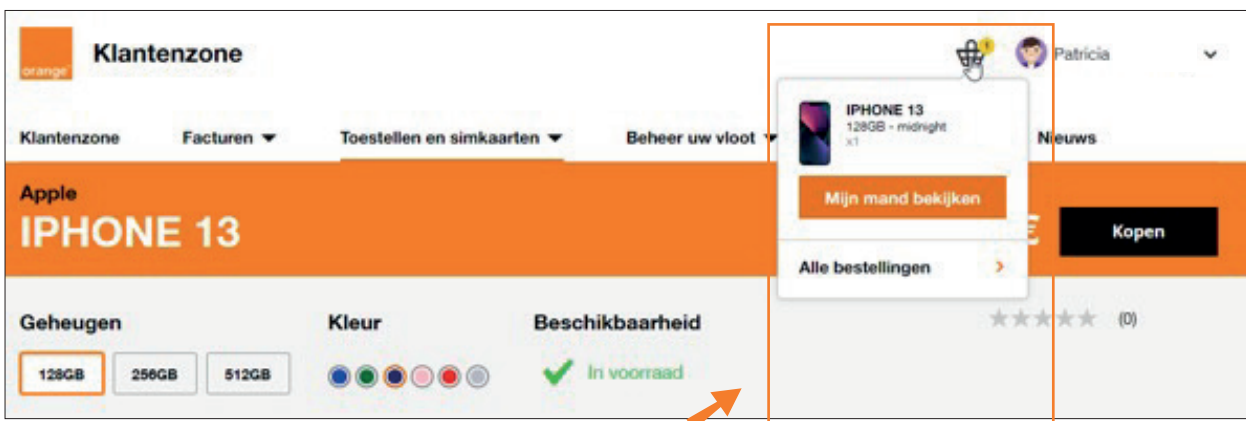 orange
Klantenzone
1
Patricia
Klantenzone
Facturen
Toestellen en simkaarten
Beheer uw vloot
Nieuws
IPHONE 13
128GB - midnight
x1
Mijn mand bekijken
Alle bestellingen
Apple
IPHONE 13
€
Kopen
Geheugen
128GB
256GB
512GB
Kleur
Beschikbaarheid
In voorraad
(0)